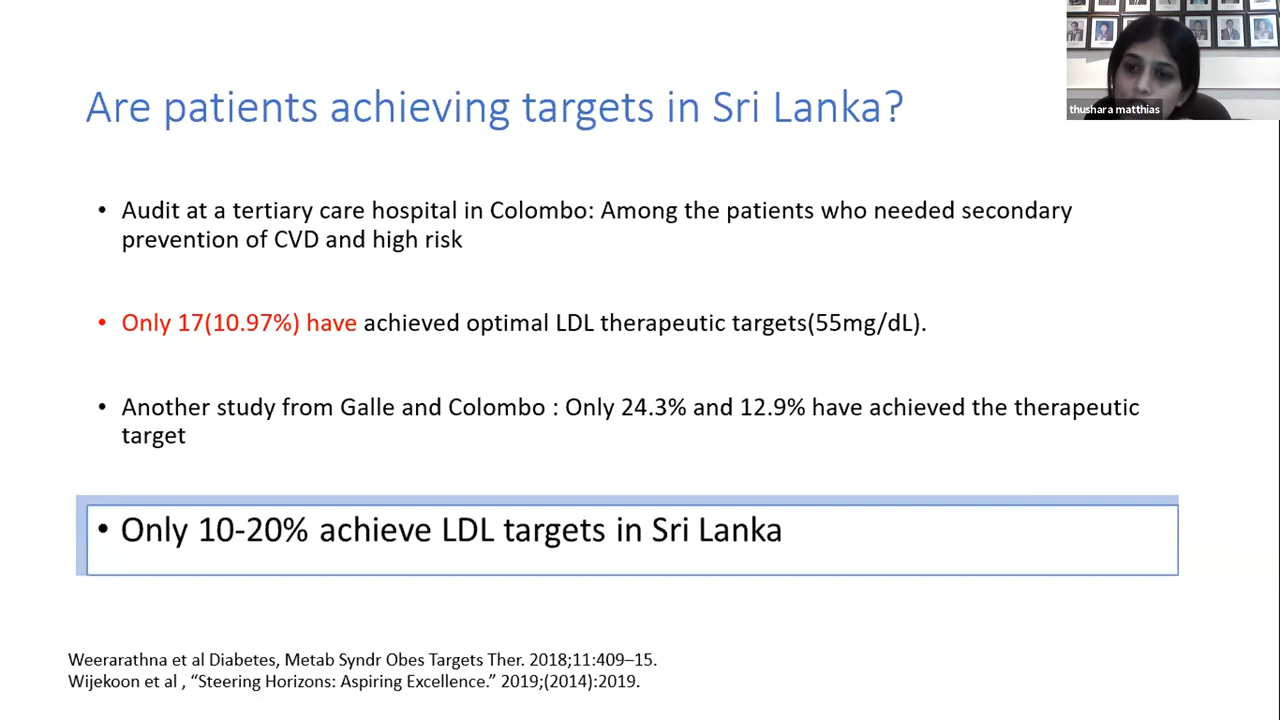 thushara matthias
Are patients achieving targets in Sri Lanka?
• Audit at a tertiary care hospital in Colombo: Among the patients who needed secondary
prevention of CVD and high risk
• Only 17(10.97%) have achieved optimal LDL therapeutic targets(55mg/dL).
• Another study from Galle and Colombo : Only 24.3% and 12.9% have achieved the therapeutic
target
• Only 10-20% achieve LDL targets in Sri Lanka
Weerarathna et al Diabetes, Metab Syndr Obes Targets Ther. 2018;11:409–15.
Wijekoon et al , “Steering Horizons: Aspiring Excellence.” 2019;(2014):2019.